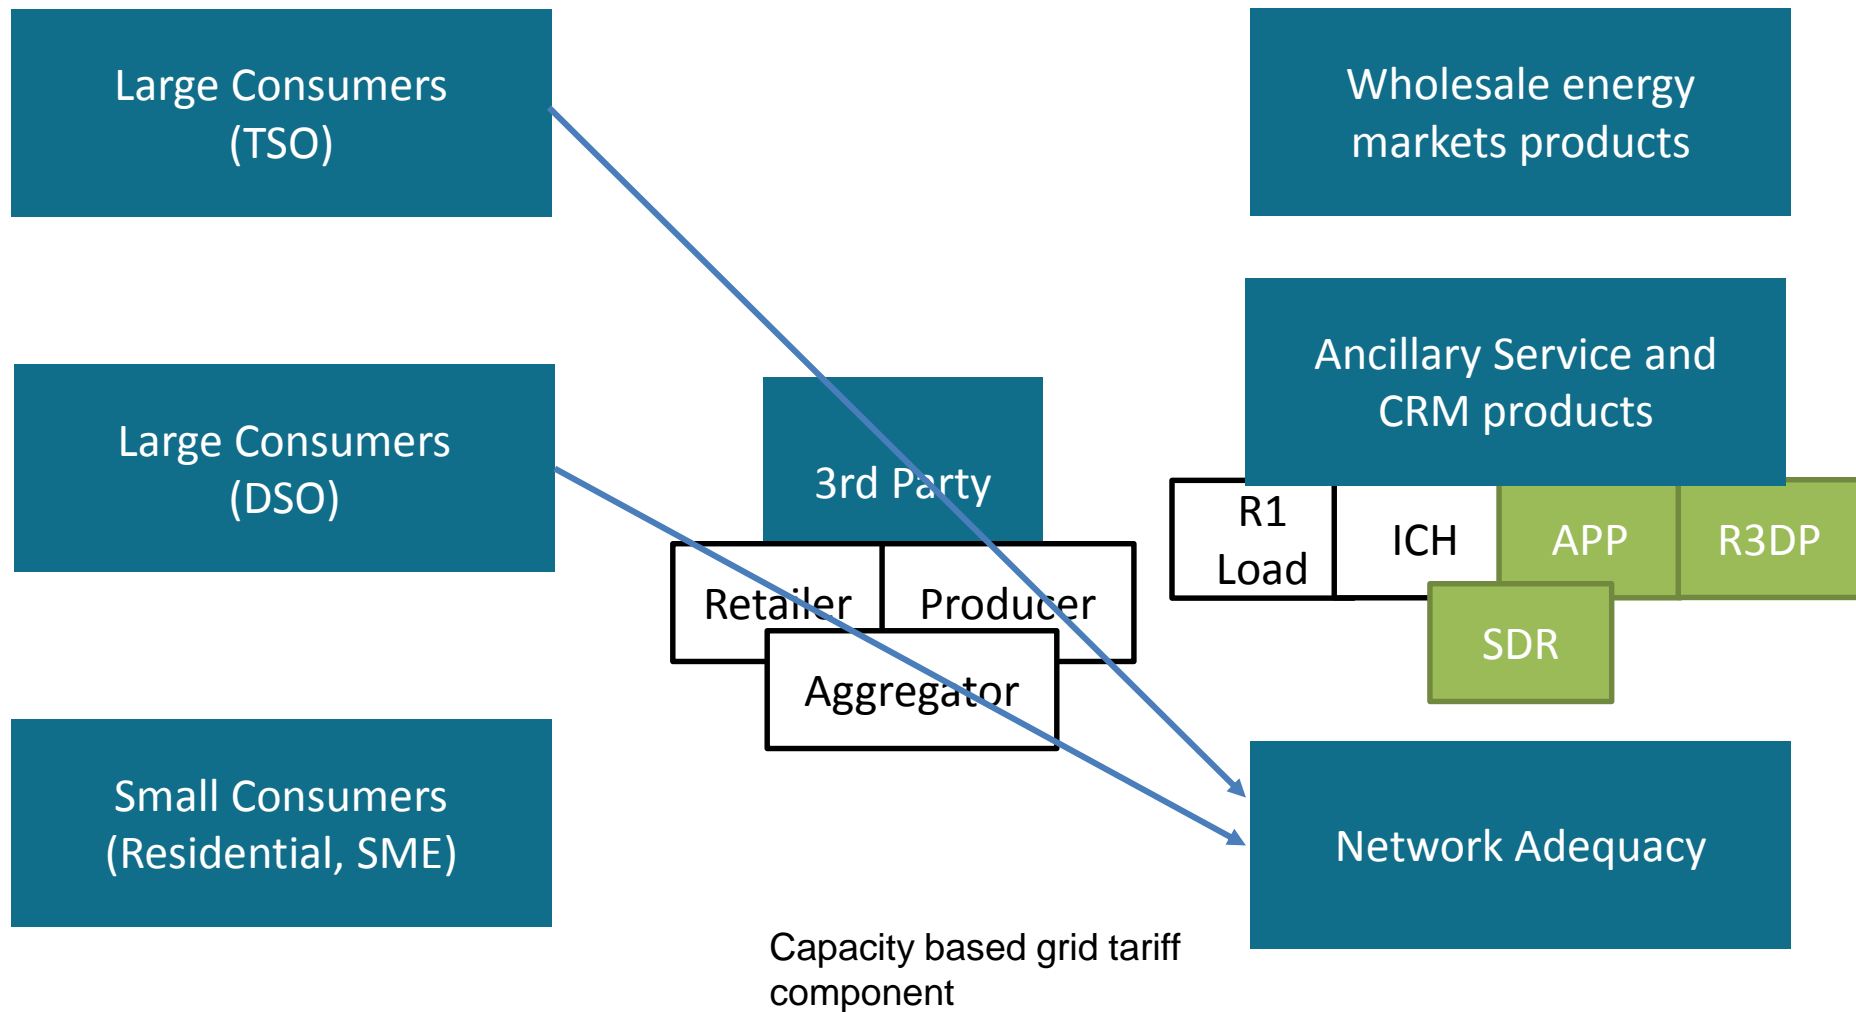 Large Consumers
(TSO)
Wholesale energy
markets products
Ancillary Service and
CRM products
Large Consumers
(DSO)
3rd Party
R1
Load
ICH
APP
R3DP
Retailer
Producer
SDR
Aggregator
Small Consumers
(Residential, SME)
Network Adequacy
Capacity based grid tariff
component